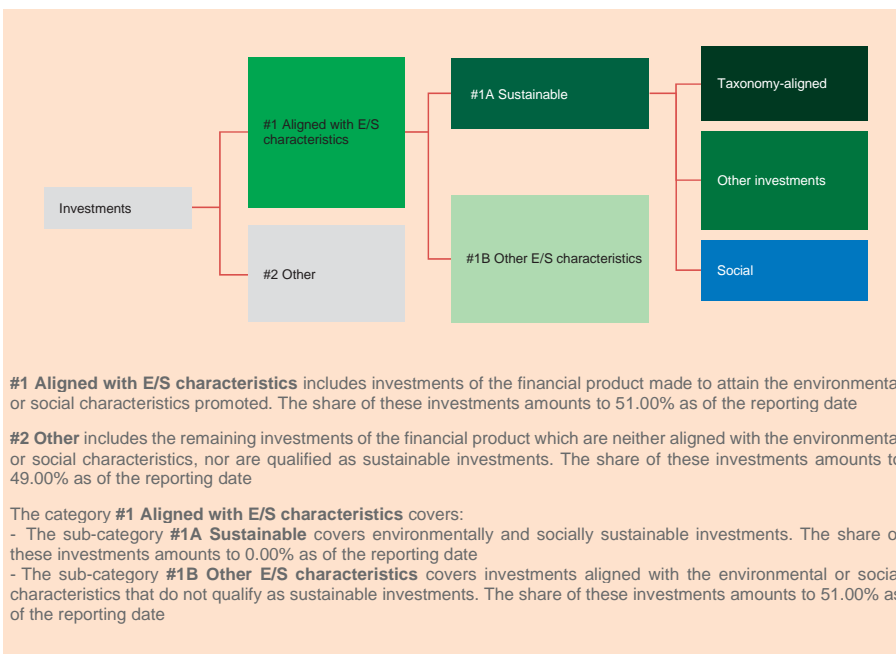 Investments
#1 Aligned with E/S
characteristics
#2 Other
#1A Sustainable
#1B Other E/S characteristics
Taxonomy-aligned
Other investments
Social
#1 Aligned with E/S characteristics includes investments of the financial product made to attain the environmenta
or social characteristics promoted. The share of these investments amounts to 51.00% as of the reporting date
#2 Other includes the remaining investments of the financial product which are neither aligned with the environmenta
or social characteristics, nor are qualified as sustainable investments. The share of these investments amounts to
49.00% as of the reporting date
The category #1 Aligned with E/S characteristics covers:
- The sub-category #1A Sustainable covers environmentally and socially sustainable investments. The share o
these investments amounts to 0.00% as of the reporting date
- The sub-category #1B Other E/S characteristics covers investments aligned with the environmental or socia
characteristics that do not qualify as sustainable investments. The share of these investments amounts to 51.00% as
of the reporting date